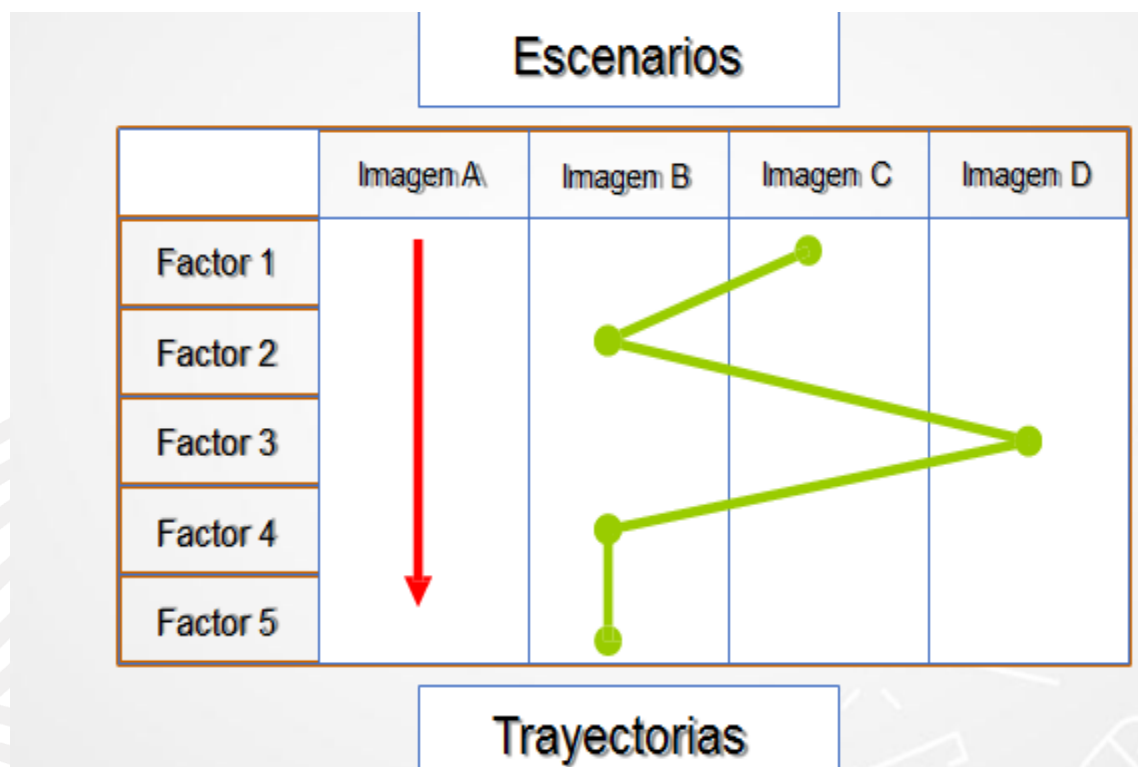 Escenarios
Imagen A Imagen B Imagen C Imagen D
Factor 1
Factor 2
Factor 3
Factor 4
Factor 5
Trayectorias